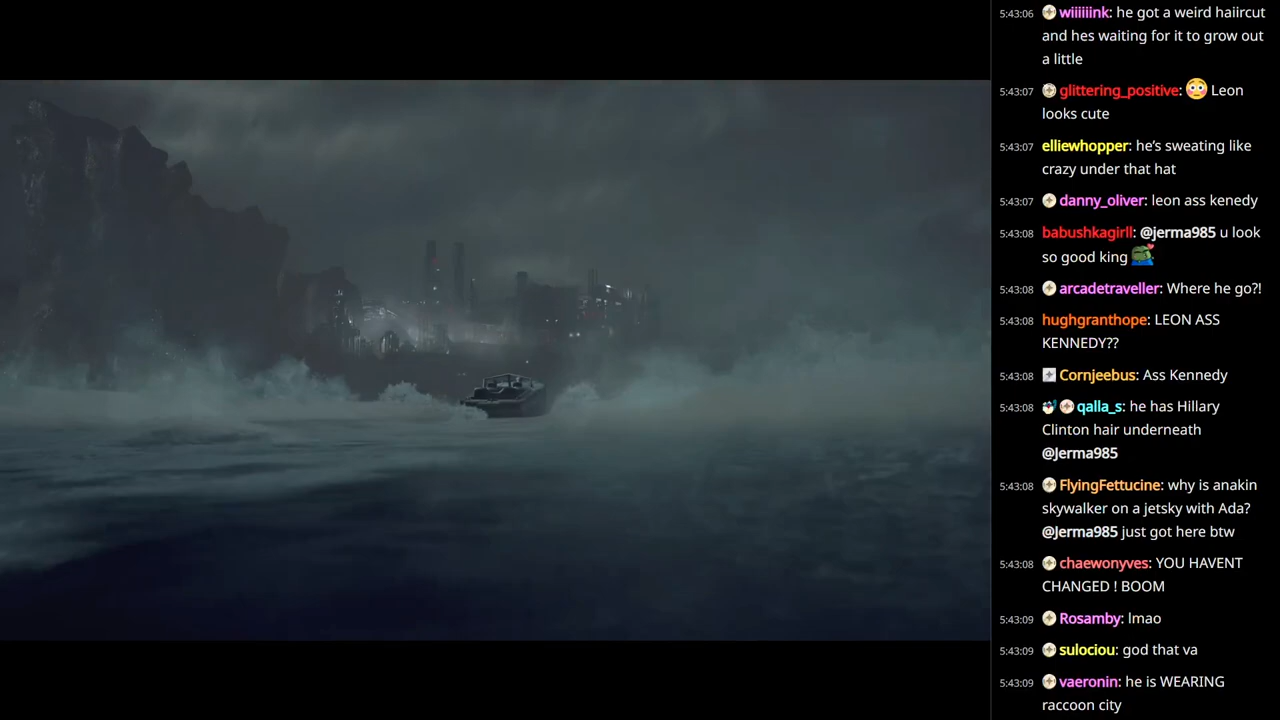 5:43:06 wiiiiiink: he got a weird haiircut
and hes waiting for it to grow out
a little
5:43:07 glittering_positive: 😳 Leon
looks cute
5:43:07 elliewhopper: he's sweating like
crazy under that hat
5:43:07 danny_oliver: leon ass kenedy
5:43:08 babushkagirll: @jerma985 u look
so good king
5:43:08 arcadetraveller: Where he go?!
5:43:08 hughgranthope: LEON ASS
KENNEDY??
5:43:08 Cornjeebus: Ass Kennedy
5:43:08 qalla_s: he has Hillary
Clinton hair underneath
@Jerma985
5:43:08 FlyingFettucine: why is anakin
skywalker on a jetsky with Ada?
@Jerma985 just got here btw
5:43:08 chaewonyves: YOU HAVENT
CHANGED ! BOOM
5:43:09 Rosamby: lmao
5:43:09 sulociou: god that va
5:43:09 vaeronin: he is WEARING
raccoon city